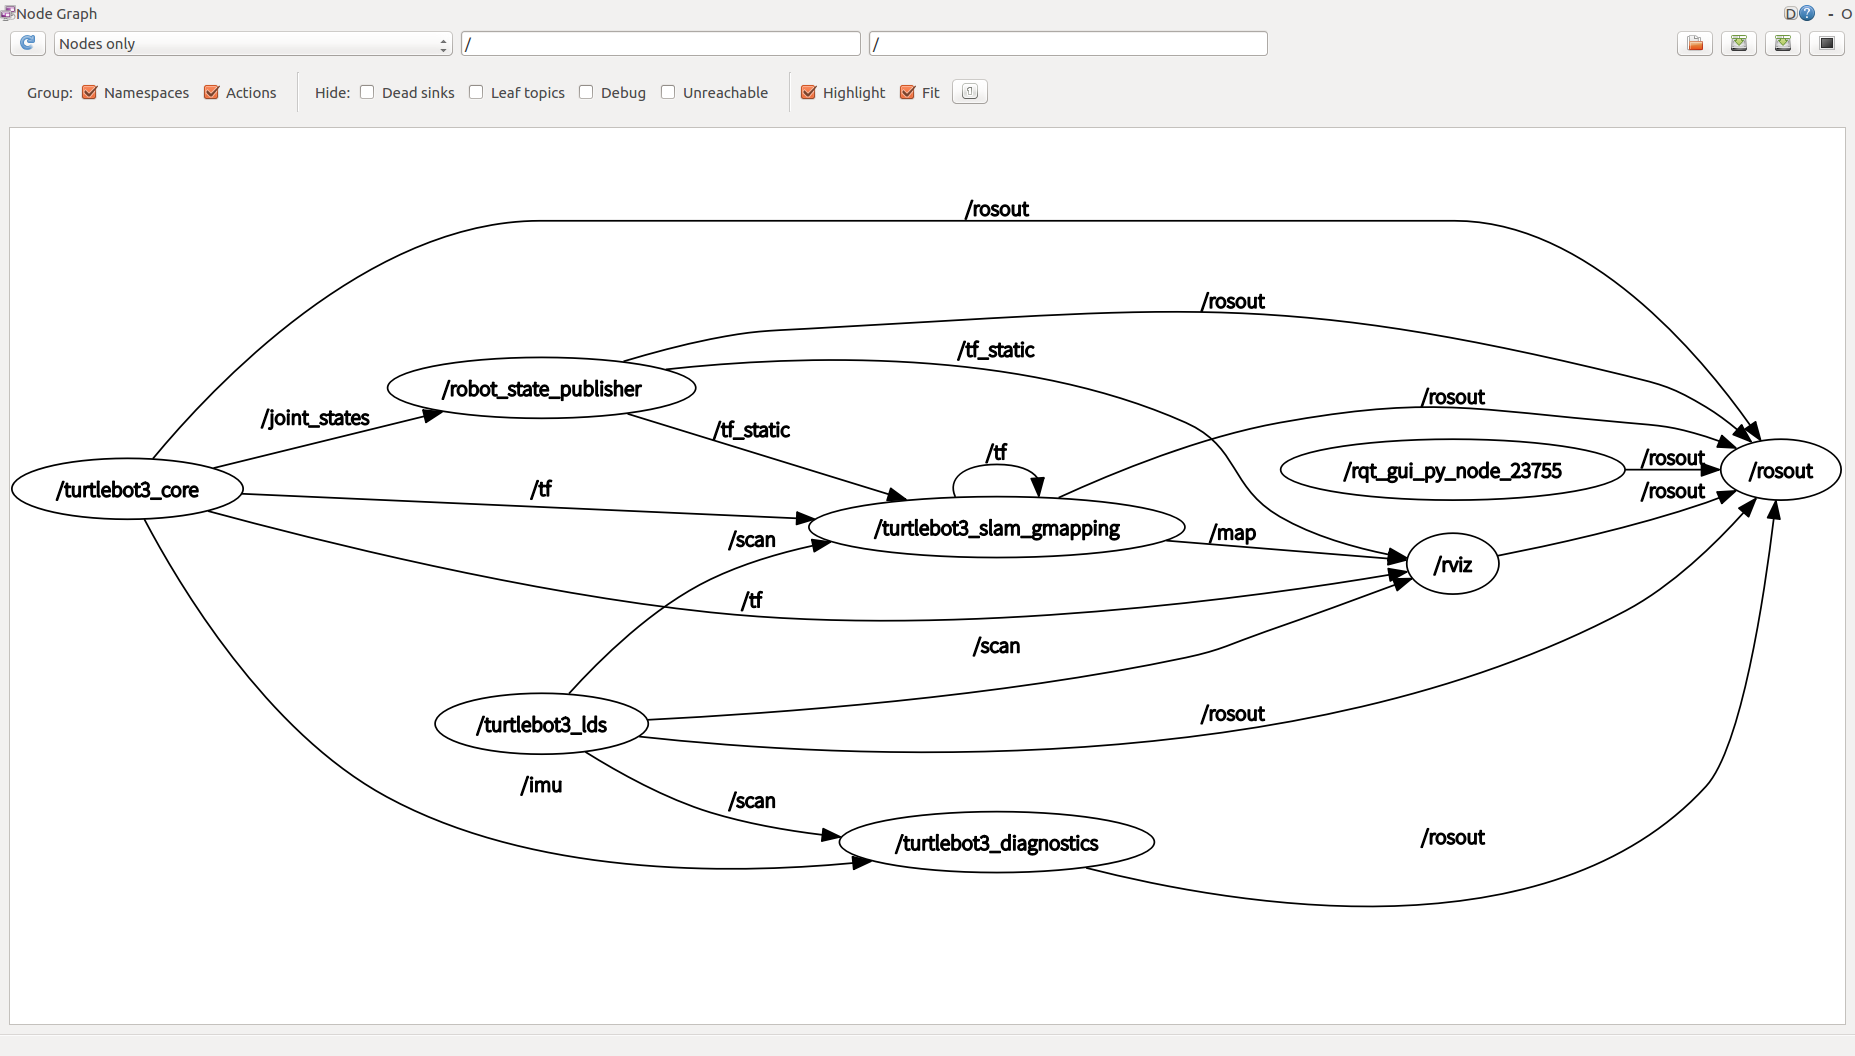 Node Graph
D ? - O
Nodes only
/
/
Group: Namespaces Actions Hide: Dead sinks Leaf topics Debug Unreachable Highlight Fit
/rosout
/rosout
/tf_static
/robot_state_publisher
/rosout
/joint_states
/tf_static
/tf
/rosout
/rqt_gui_py_node_23755
/rosout
/turtlebot3_core
/tf
/rosout
/turtlebot3_slam_gmapping
/scan
/map
/rviz
/tf
/scan
/rosout
/turtlebot3_lds
/imu
/scan
/rosout
/turtlebot3_diagnostics